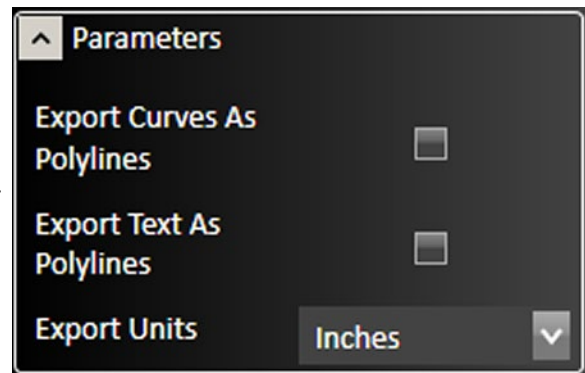 Parameters
Export Curves As
Polylines
Export Text As
Polylines
Export Units
Inches